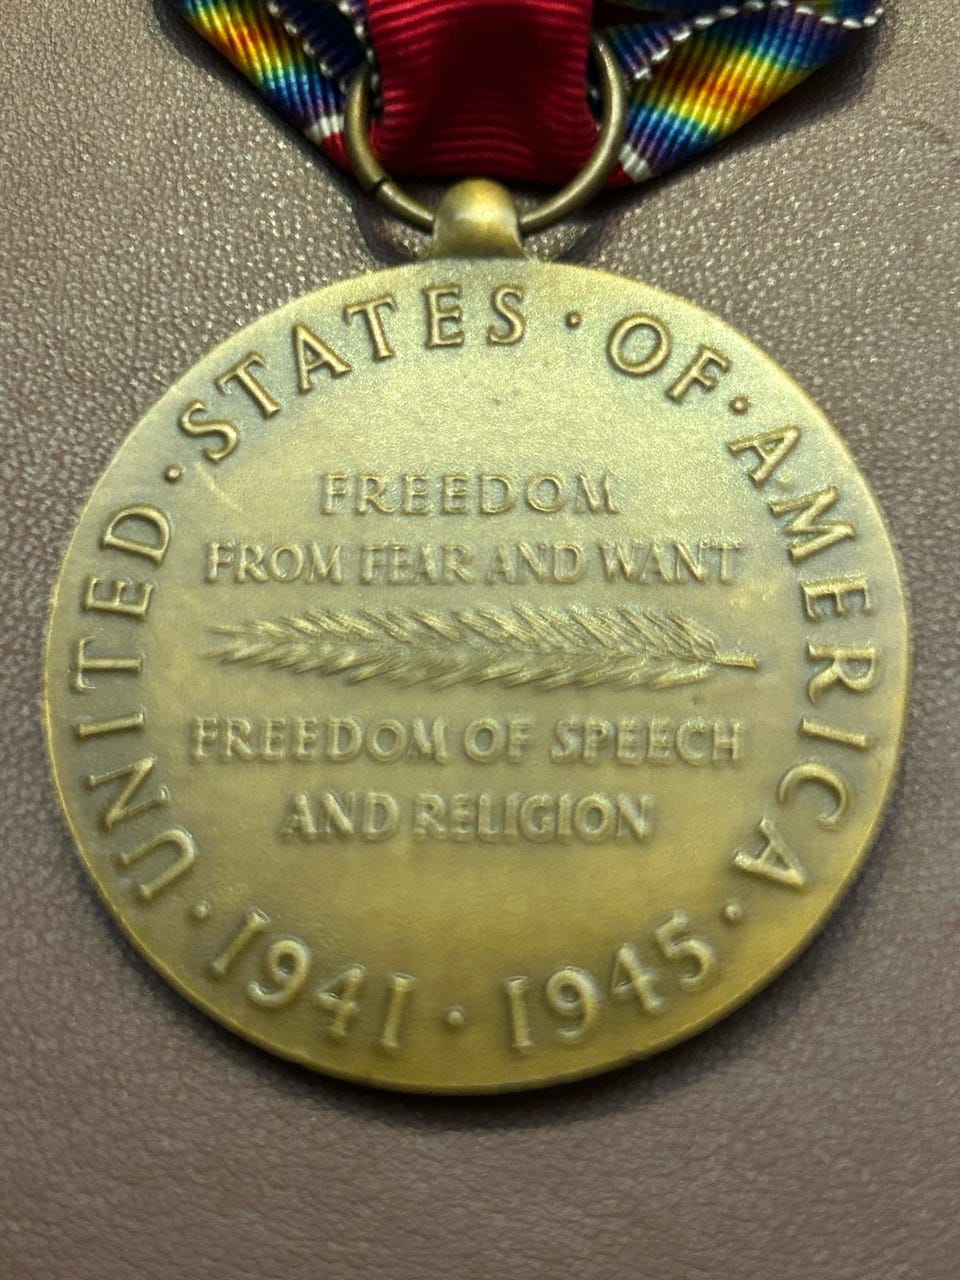 UNITED · STATES · OF · AMERICA
FREEDOM
FROM FEAR AND WANT
FREEDOM OF SPEECH
AND RELIGION
· 1941 · 1945 ·